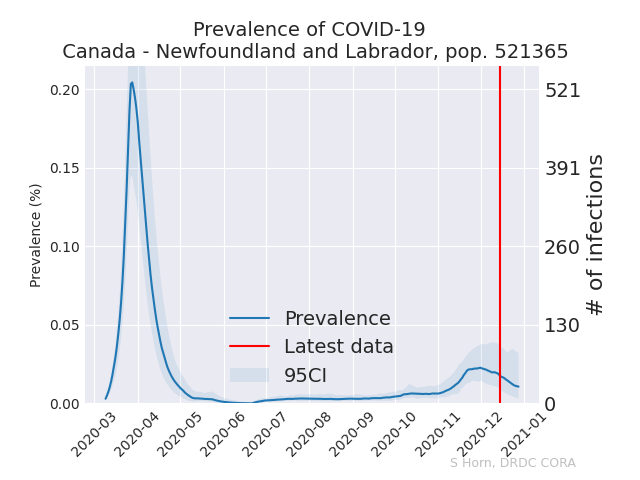 Prevalence of COVID-19
Canada - Newfoundland and Labrador, pop. 521365
Prevalence (%)
0.20
0.15
0.10
0.05
0.00
521
391
260
130
0
# of infections
Prevalence
Latest data
95CI
2020-03
2020-04
2020-05
2020-06
2020-07
2020-08
2020-09
2020-10
2020-11
2020-12
2021-01
S Horn, DRDC CORA